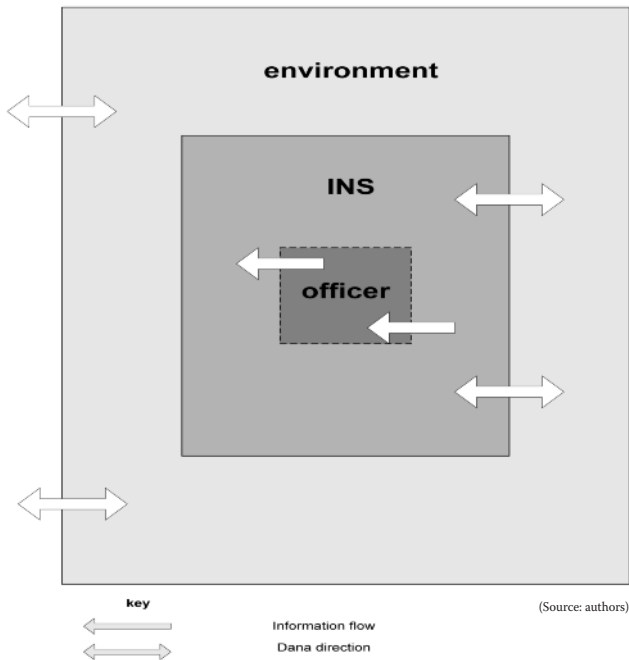 environment
INS
officer
key
(Source: authors)
Information flow
Dana direction